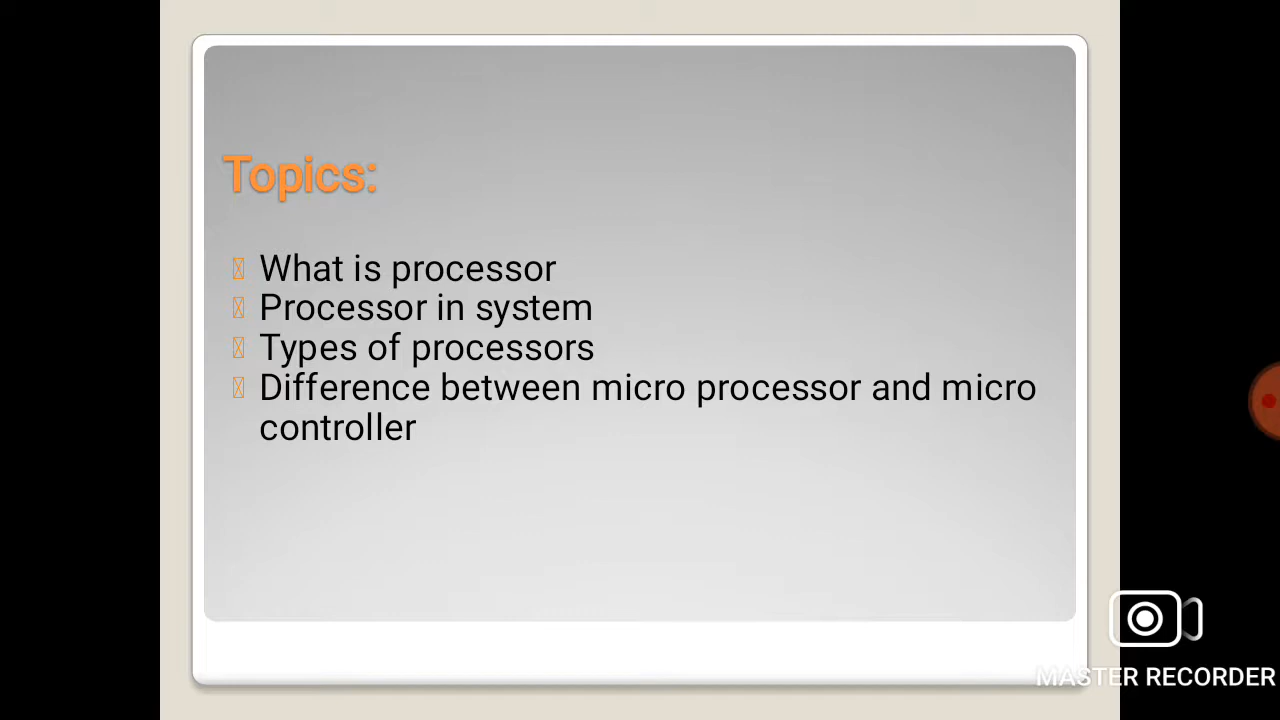 Topics:
What is processor
Processor in system
Types of processors
Difference between micro processor and micro
controller
MASTER RECORDER